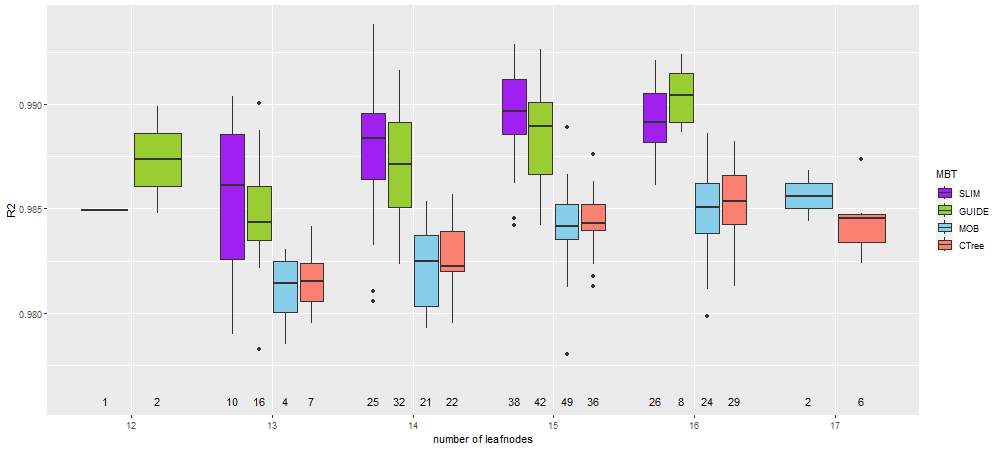 R2
0.990
0.985
0.980
1 2 10 16 4 7 25 32 21 22 38 42 49 36 26 8 24 29 2 6
12 13 14 15 16 17
number of leafnodes
MBT
SLIM
GUIDE
MOB
CTree